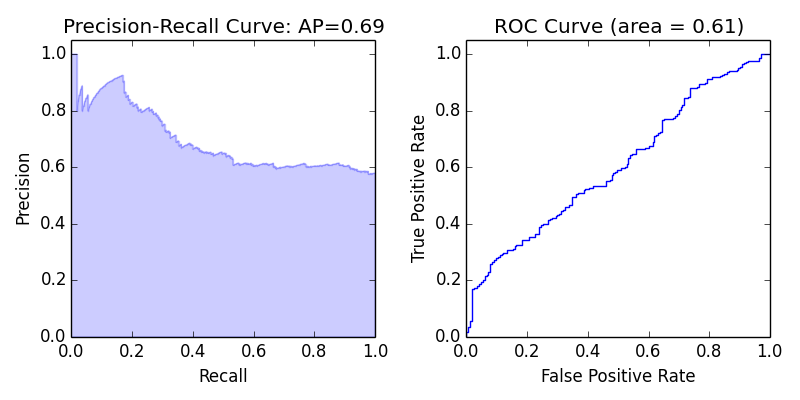 Precision-Recall Curve: AP=0.69
1.0
0.8
0.6
0.4
0.2
0.0
0.0 0.2 0.4 0.6 0.8 1.0
Precision
Recall
ROC Curve (area = 0.61)
1.0
0.8
0.6
0.4
0.2
0.0
0.0 0.2 0.4 0.6 0.8 1.0
True Positive Rate
False Positive Rate